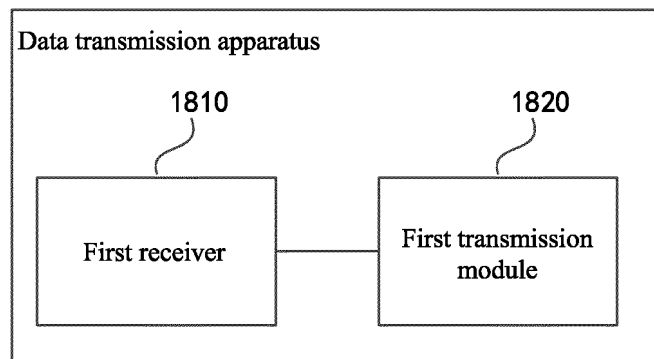 Data transmission apparatus
1810
1820
First receiver
First transmission
module